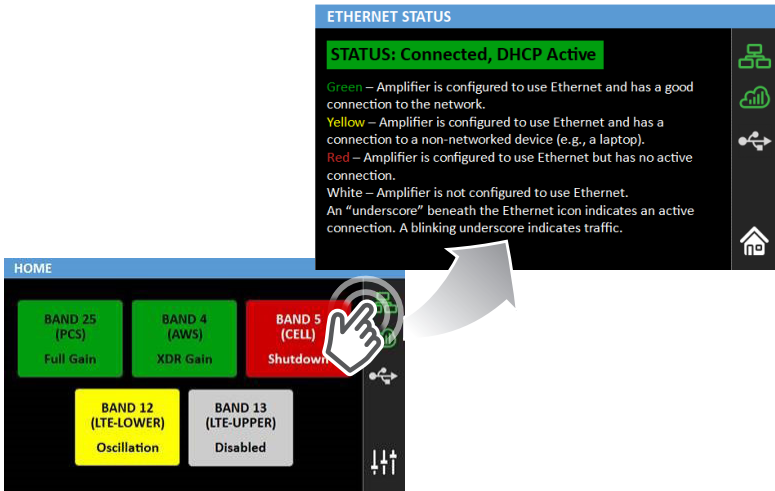 ETHERNET STATUS
STATUS: Connected, DHCP Active
Green – Amplifier is configured to use Ethernet and has a good
connection to the network.
Yellow – Amplifier is configured to use Ethernet and has a
connection to a non-networked device (e.g., a laptop).
Red – Amplifier is configured to use Ethernet but has no active
connection.
White – Amplifier is not configured to use Ethernet.
An “underscore” beneath the Ethernet icon indicates an active
connection. A blinking underscore indicates traffic.
HOME
BAND 25
(PCS)
Full Gain
BAND 4
(AWS)
XDR Gain
BAND 5
(CELL)
Shutdown
BAND 12
(LTE-LOWER)
Oscillation
BAND 13
(LTE-UPPER)
Disabled